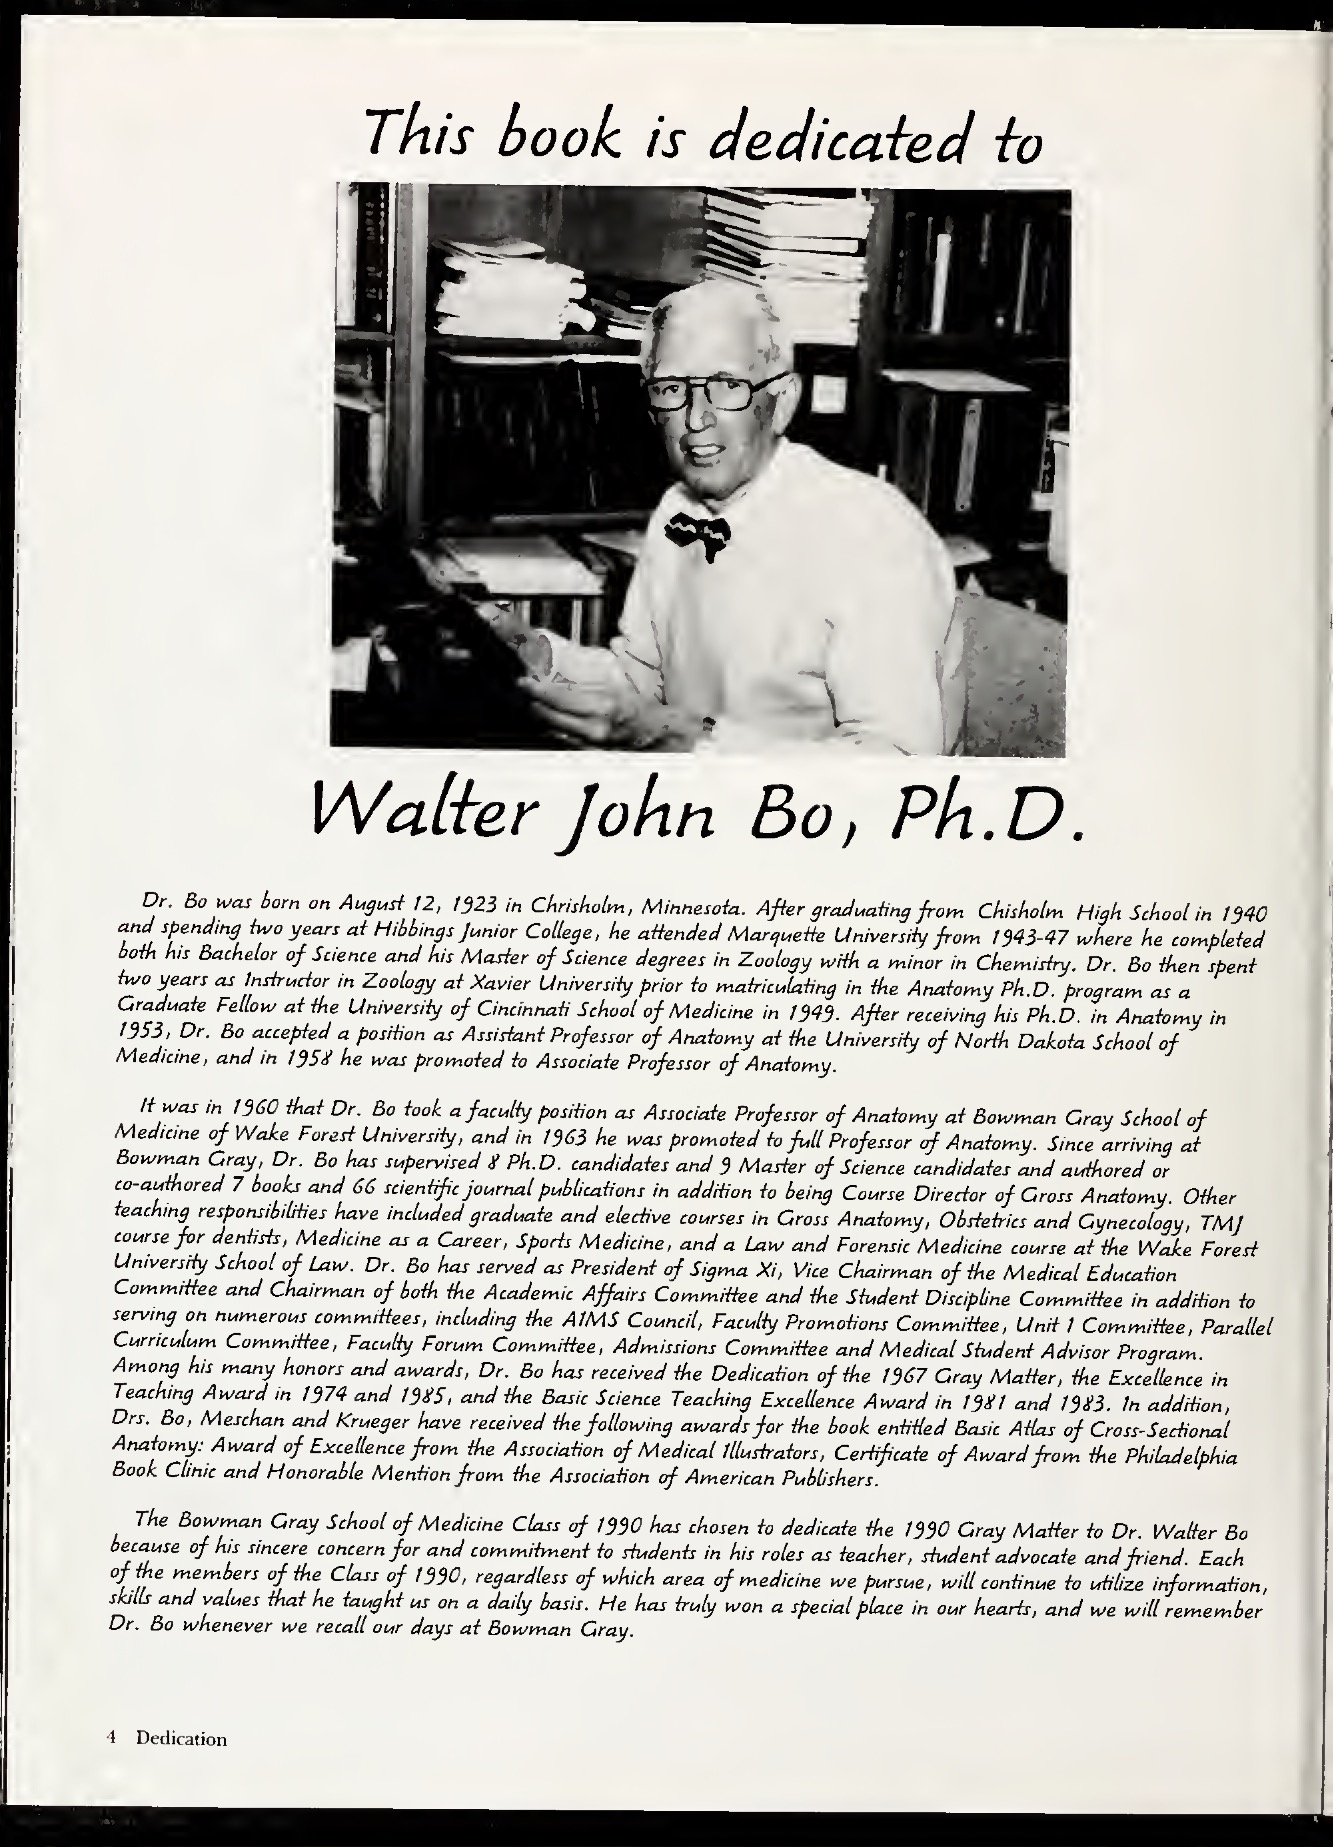 This book is dedicated to
Walter John Bo, Ph.D.
Dr. Bo was born on August 12, 1923 in Chrisholm, Minnesota. After graduating from Chisholm High School in 1940
and spending two years at Hibbings Junior College, he attended Marquette University from 1943-47 where he completed
both his Bachelor of Science and his Master of Science degrees in Zoology with a minor in Chemistry. Dr. Bo then spent
two years as Instructor in Zoology at Xavier University prior to matriculating in the Anatomy Ph.D. program as a
Graduate Fellow at the University of Cincinnati School of Medicine in 1949. After receiving his Ph.D. in Anatomy in
1953, Dr. Bo accepted a position as Assistant Professor of Anatomy at the University of North Dakota School of
Medicine, and in 1958 he was promoted to Associate Professor of Anatomy.
It was in 1960 that Dr. Bo took a faculty position as Associate Professor of Anatomy at Bowman Gray School of
Medicine of Wake Forest University, and in 1963 he was promoted to full Professor of Anatomy. Since arriving at
Bowman Gray, Dr. Bo has supervised 8 Ph.D. candidates and 9 Master of Science candidates and authored or
co-authored 7 books and 66 scientific journal publications in addition to being Course Director of Gross Anatomy. Other
teaching responsibilities have included graduate and elective courses in Gross Anatomy, Obstetrics and Gynecology, TMJ
course for dentists, Medicine as a Career, Sports Medicine, and a Law and Forensic Medicine course at the Wake Forest
University School of Law. Dr. Bo has served as President of Sigma Xi, Vice Chairman of the Medical Education
Committee and Chairman of both the Academic Affairs Committee and the Student Discipline Committee in addition to
serving on numerous committees, including the A1MS Council, Faculty Promotions Committee, Unit 1 Committee, Parallel
Curriculum Committee, Faculty Forum Committee, Admissions Committee and Medical Student Advisor Program.
Among his many honors and awards, Dr. Bo has received the Dedication of the 1967 Gray Matter, the Excellence in
Teaching Award in 1974 and 1985, and the Basic Science Teaching Excellence Award in 1981 and 1983. In addition,
Drs. Bo, Meschan and Krueger have received the following awards for the book entitled Basic Atlas of Cross-Sectional
Anatomy: Award of Excellence from the Association of Medical Illustrators, Certificate of Award from the Philadelphia
Book Clinic and Honorable Mention from the Association of American Publishers.
The Bowman Gray School of Medicine Class of 1990 has chosen to dedicate the 1990 Gray Matter to Dr. Walter Bo
because of his sincere concern for and commitment to students in his roles as teacher, student advocate and friend. Each
of the members of the Class of 1990, regardless of which area of medicine we pursue, will continue to utilize information,
skills and values that he taught us on a daily basis. He has truly won a special place in our hearts, and we will remember
Dr. Bo whenever we recall our days at Bowman Gray.
4 Dedication